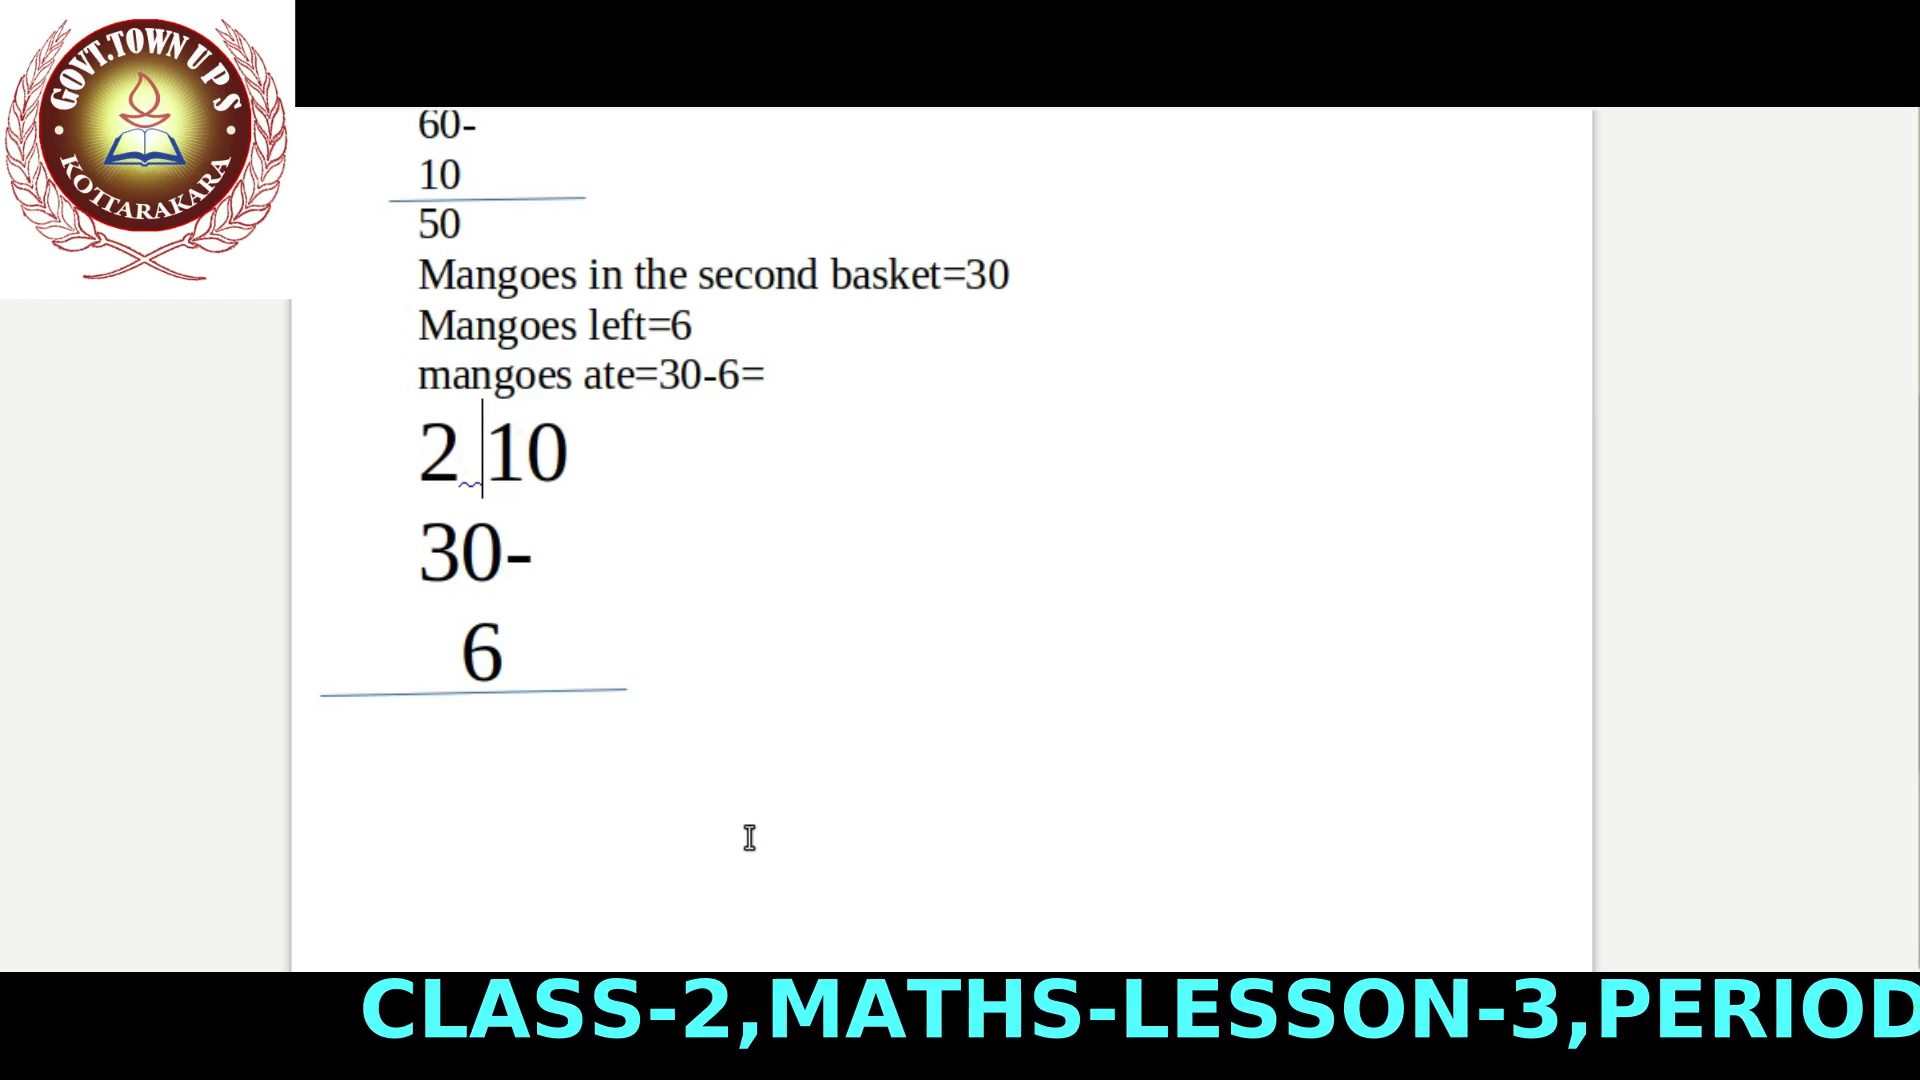 GOVT.TOWN U P S
KOTTARAKARA
60-
10
50
Mangoes in the second basket=30
Mangoes left=6
mangoes ate=30-6=
2 10
30-
6
CLASS-2,MATHS-LESSON-3,PERIOD